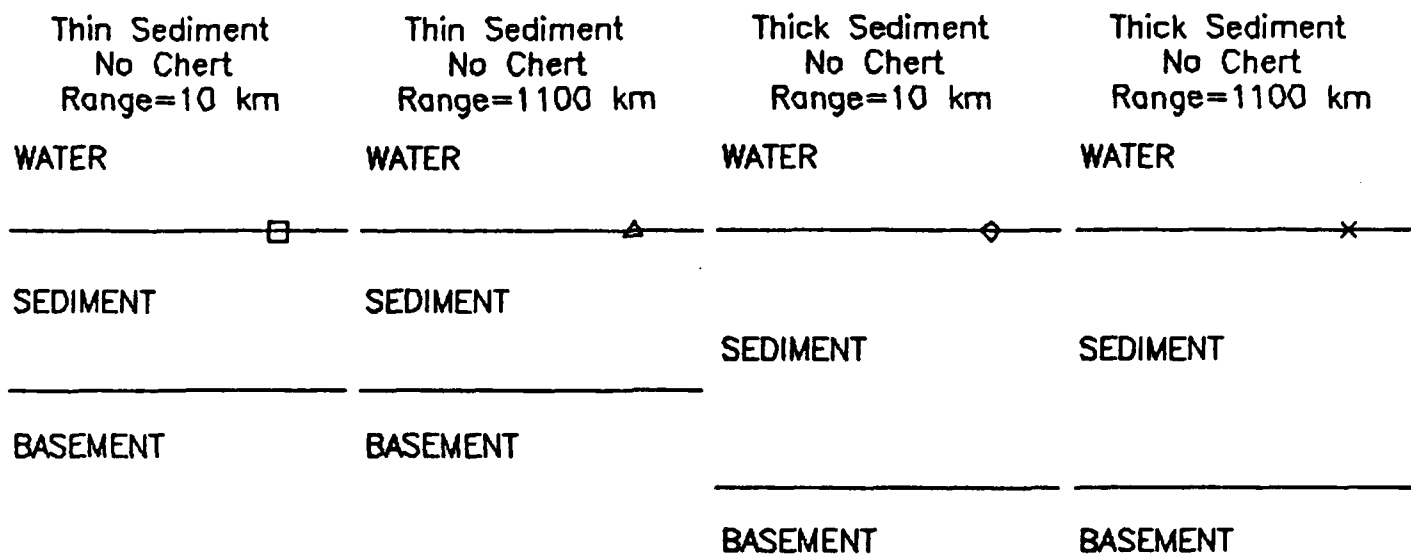 Thin Sediment
No Chert
Range=10 km
WATER
SEDIMENT
BASEMENT
Thin Sediment
No Chert
Range=1100 km
WATER
SEDIMENT
BASEMENT
Thick Sediment
No Chert
Range=10 km
WATER
SEDIMENT
BASEMENT
Thick Sediment
No Chert
Range=1100 km
WATER
SEDIMENT
BASEMENT